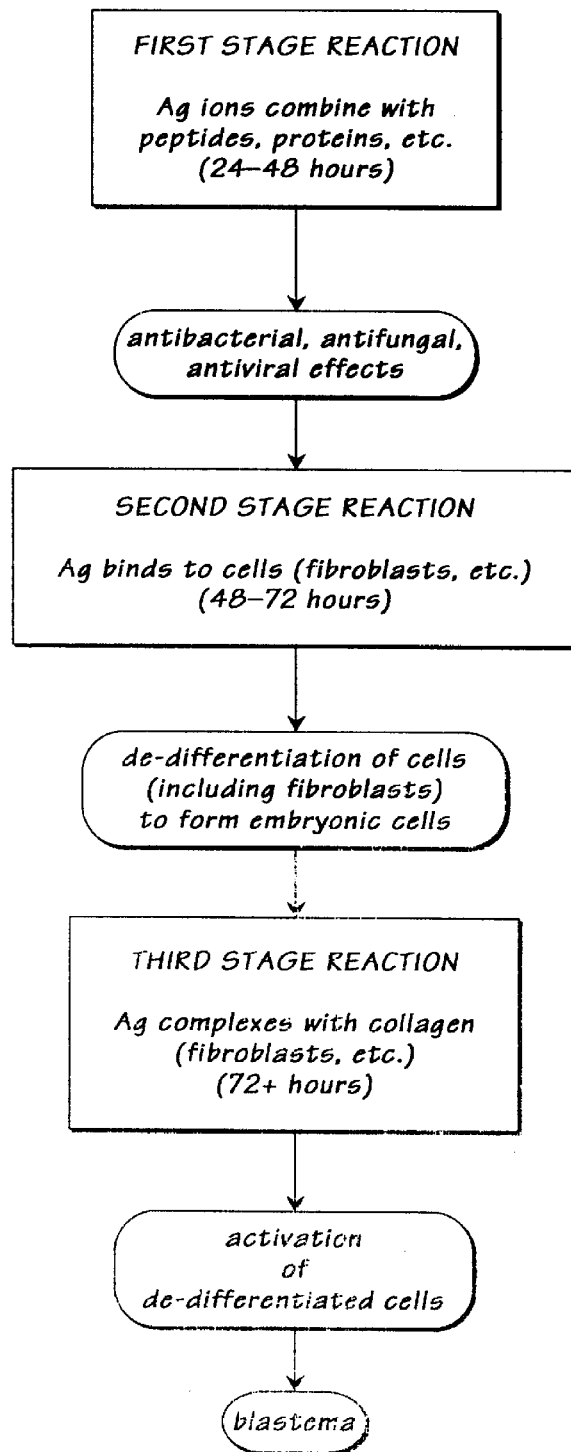 FIRST STAGE REACTION
Ag ions combine with
peptides, proteins, etc.
(24–48 hours)
antibacterial, antifungal,
antiviral effects
SECOND STAGE REACTION
Ag binds to cells (fibroblasts, etc.)
(48–72 hours)
de-differentiation of cells
(including fibroblasts)
to form embryonic cells
THIRD STAGE REACTION
Ag complexes with collagen
(fibroblasts, etc.)
(72+ hours)
activation
of
de-differentiated cells
blastema